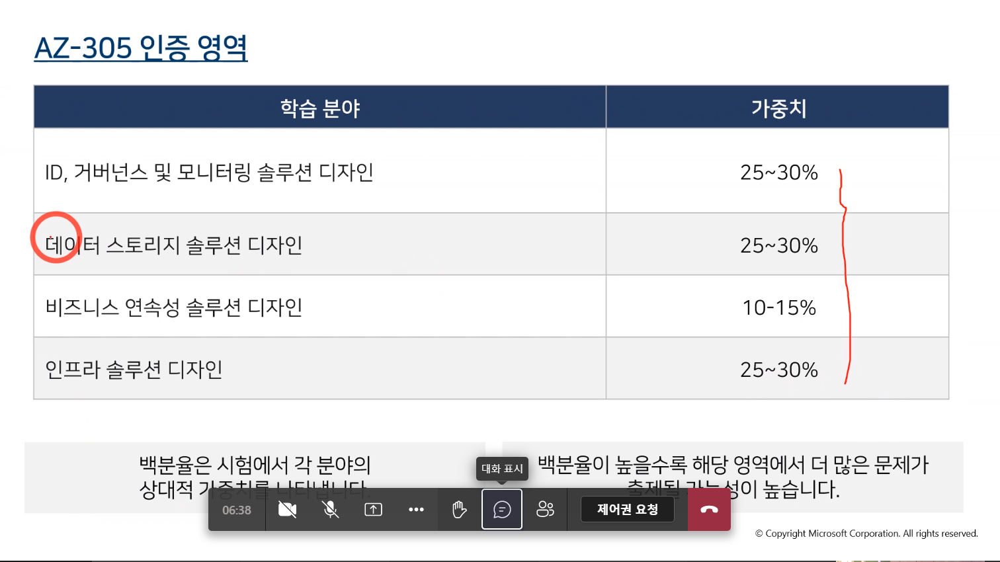 AZ-305 인증 영역
학습 분야
가중치
ID, 거버넌스 및 모니터링 솔루션 디자인
25~30%
데이터 스토리지 솔루션 디자인
25~30%
비즈니스 연속성 솔루션 디자인
10-15%
인프라 솔루션 디자인
25~30%
백분율은 시험에서 각 분야의
상대적 가중치를 나타냅니다.
백분율이 높을수록 해당 영역에서 더 많은 문제가
출제될 가능성이 높습니다.
대화 표시
06:38
제어권 요청
© Copyright Microsoft Corporation. All rights reserved.